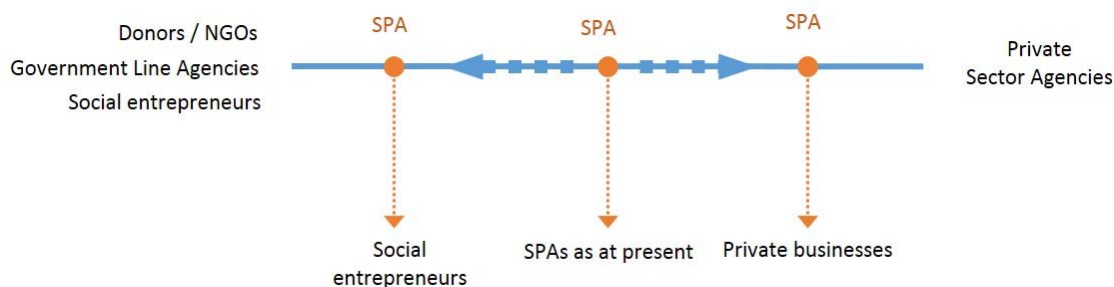 Donors / NGOs
Government Line Agencies
Social entrepreneurs
SPA
SPA
SPA
Private
Sector Agencies
Social
entrepreneurs
SPAs as at present
Private businesses